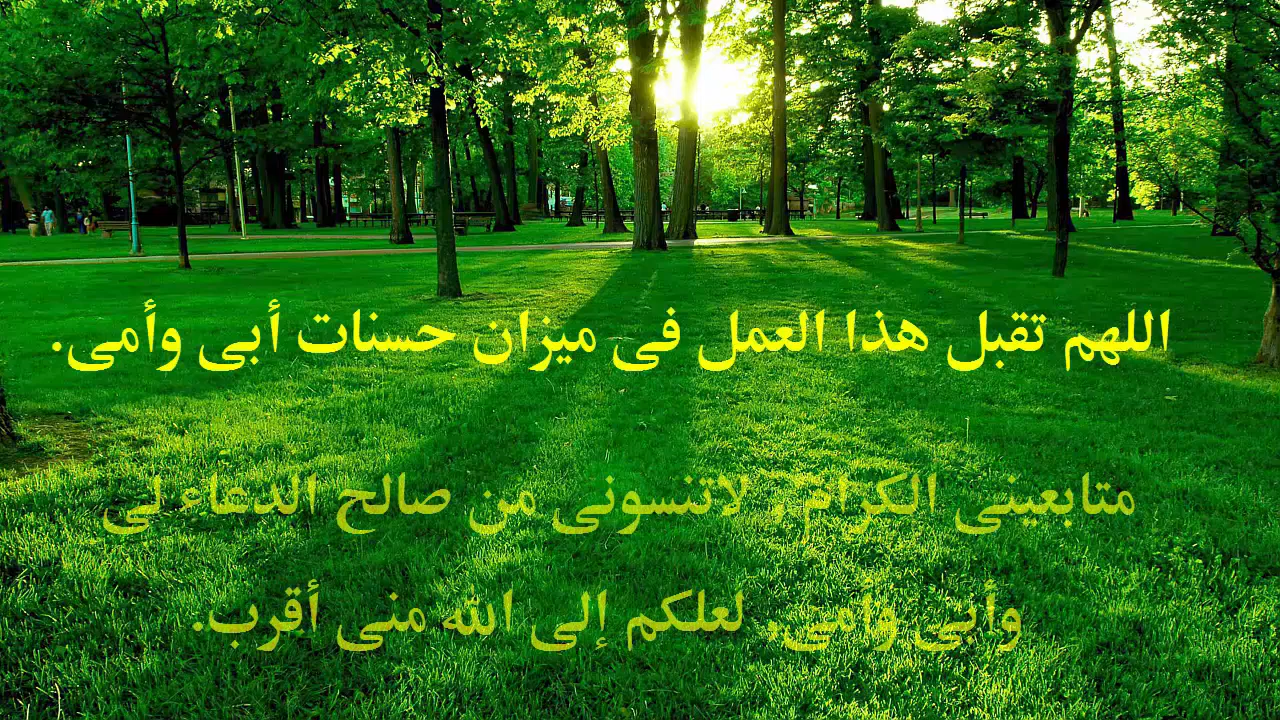 اللهم تقبل هذا العمل فى ميزان حسنات أبى وأمى.
متابعينى الكرام, لاتنسونى من صالح الدعاء لى
وأبى وأمى. لعلكم إلى الله منى أقرب.